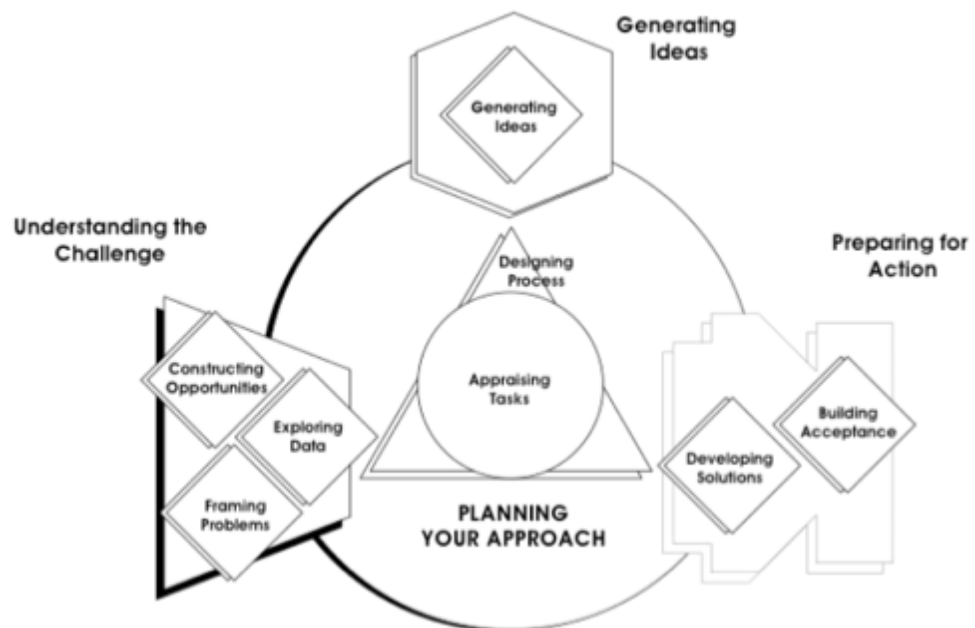 Generating
Ideas
Generating
Ideas
Understanding the
Challenge
Preparing for
Action
Designing
Process
Constructing
Opportunities
Appraising
Tasks
Exploring
Data
Building
Acceptance
Developing
Solutions
Framing
Problems
PLANNING
YOUR APPROACH